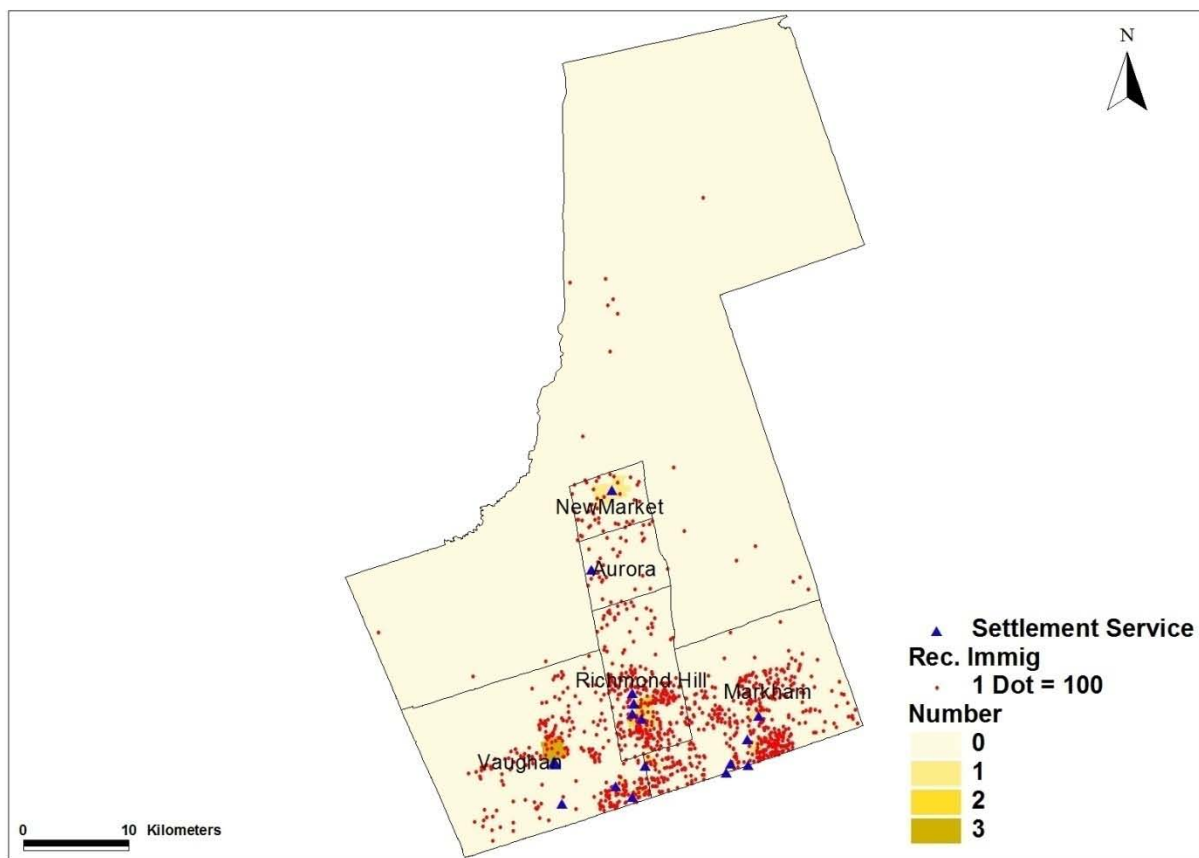 N
NewMarket
Aurora
Richmond Hill
Markham
Vaughan
Settlement Service
Rec. Immig
1 Dot = 100
Number
0
1
2
3
0 10 Kilometers